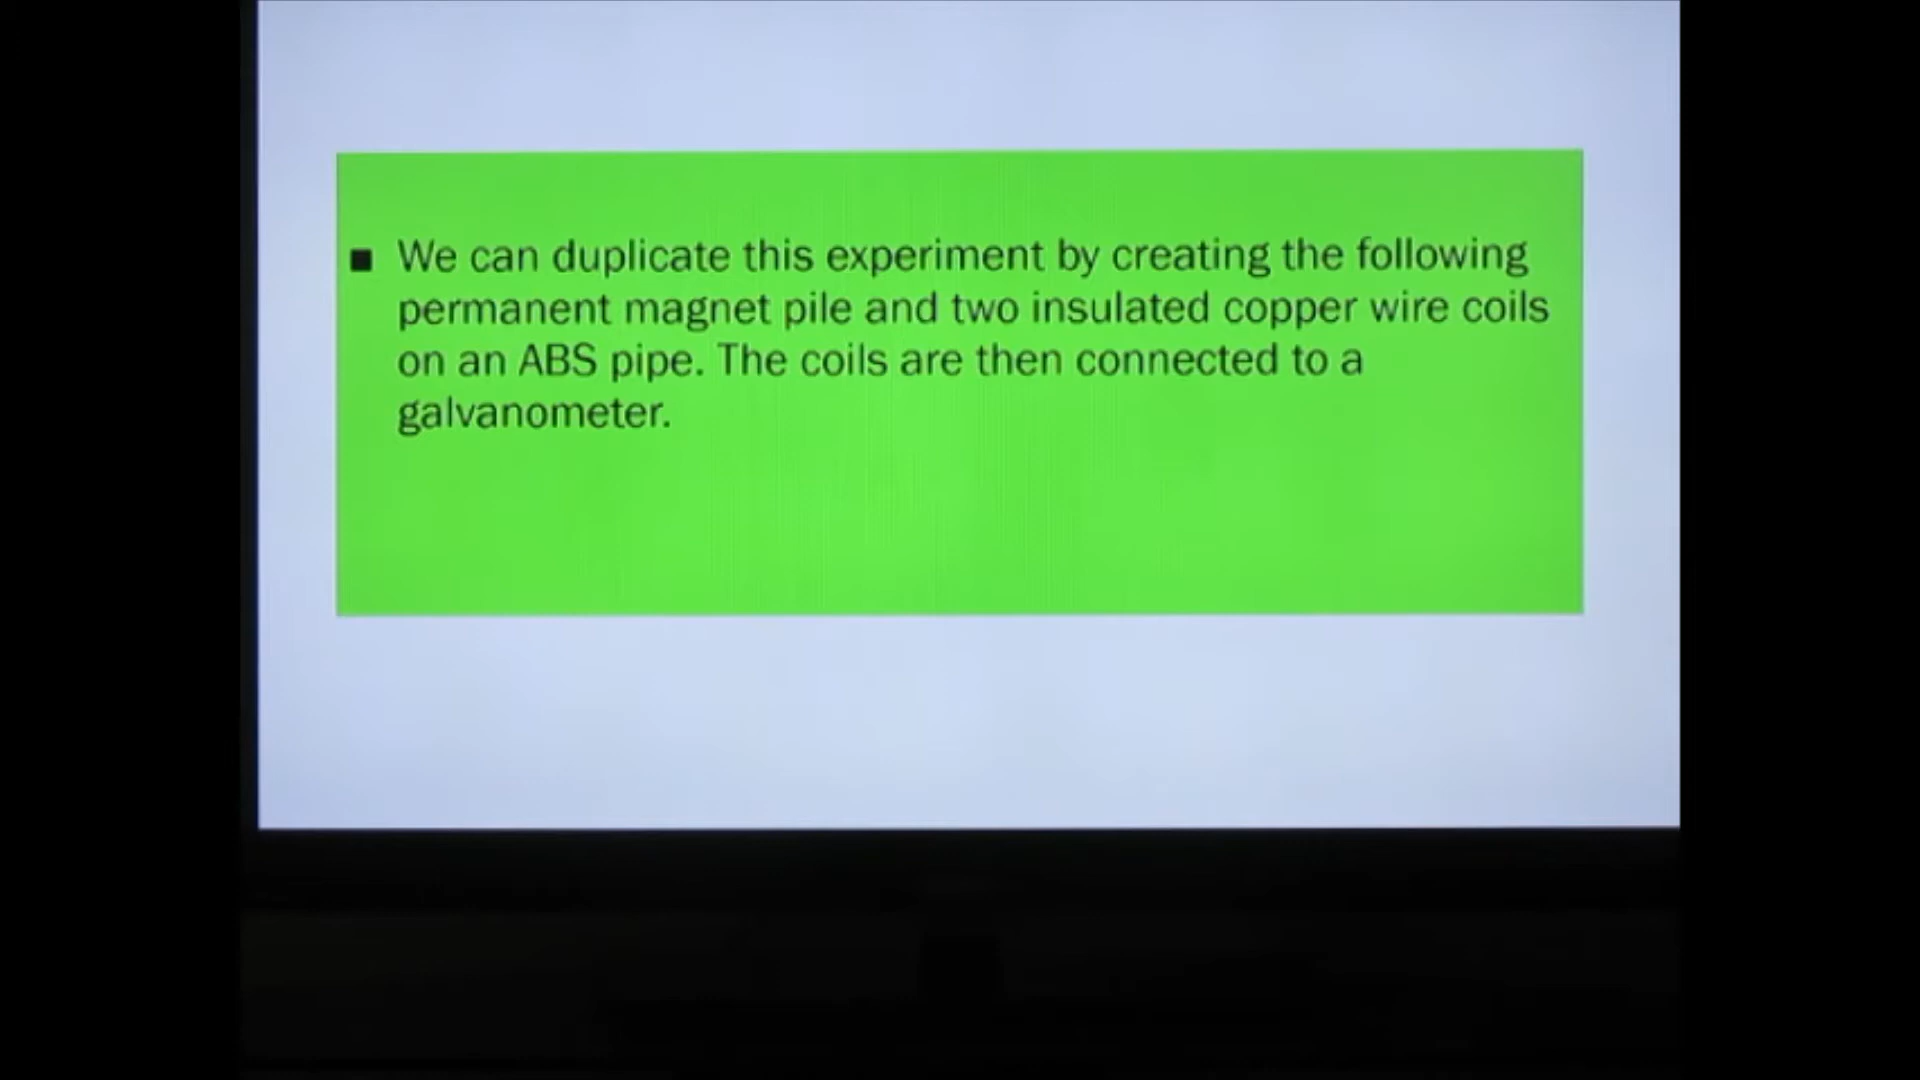 ■ We can duplicate this experiment by creating the following
permanent magnet pile and two insulated copper wire coils
on an ABS pipe. The coils are then connected to a
galvanometer.